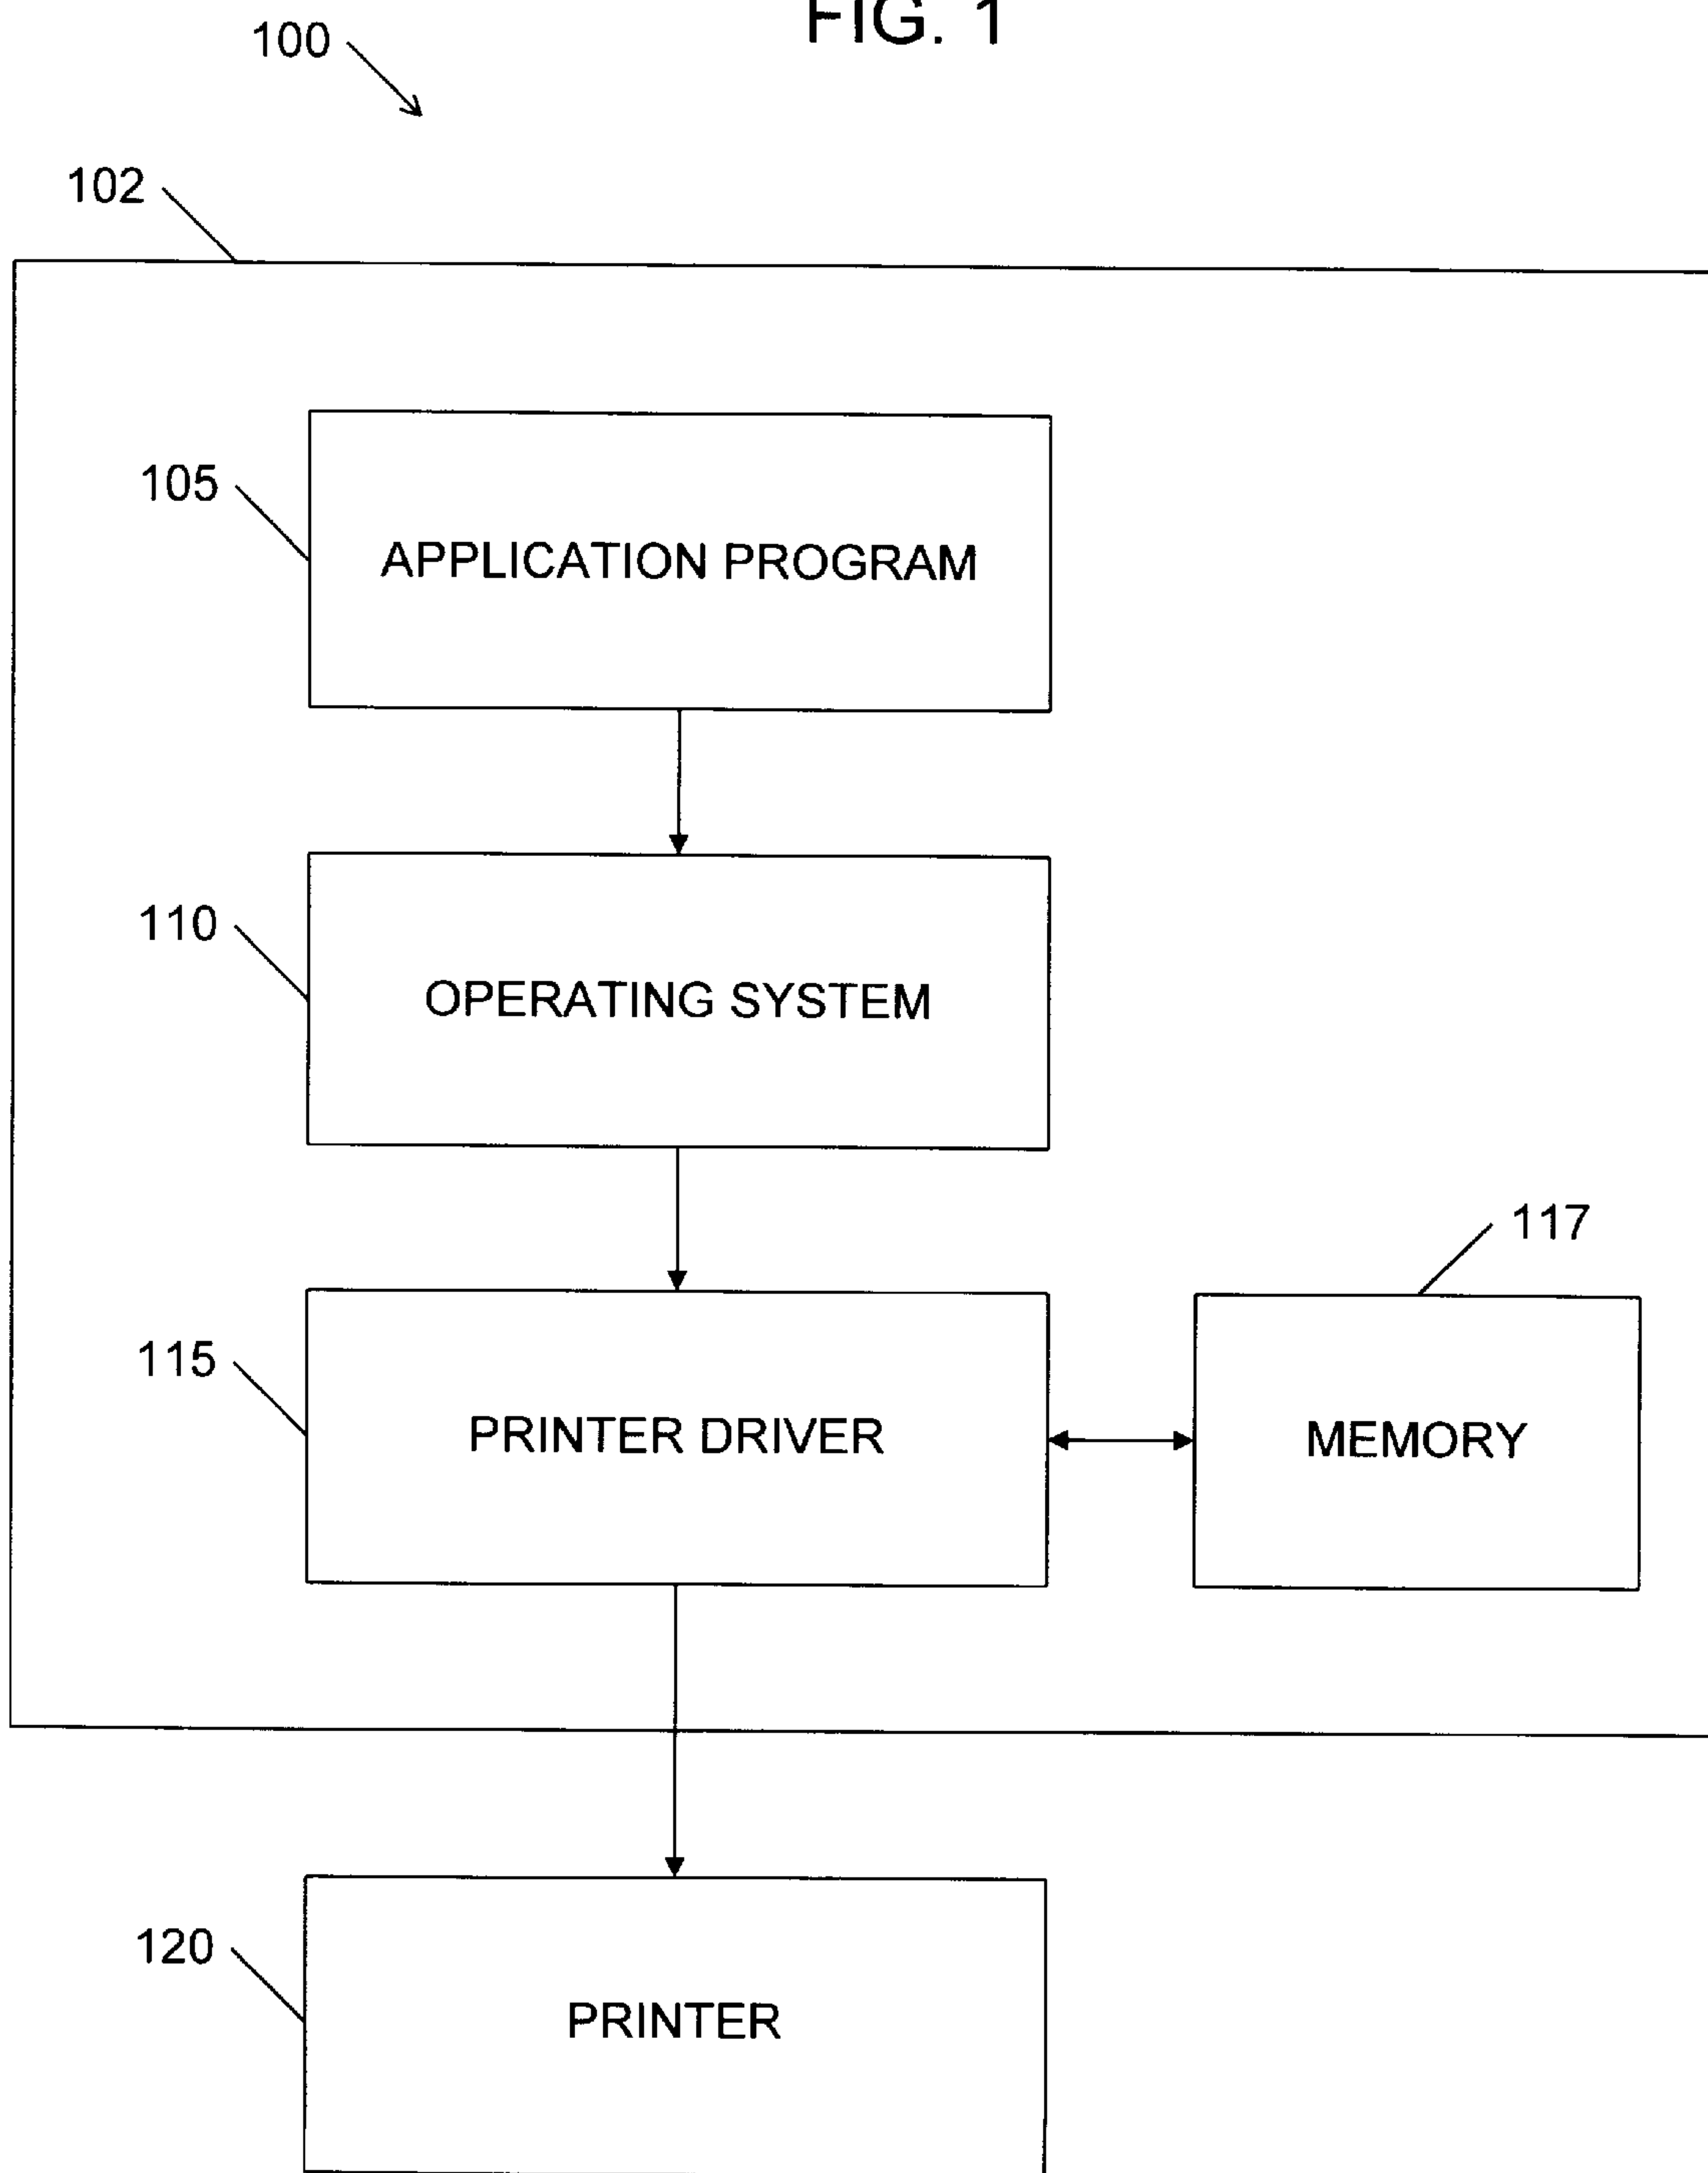 FIG. 1
100
102
105
APPLICATION PROGRAM
110
OPERATING SYSTEM
117
115
PRINTER DRIVER
MEMORY
120
PRINTER